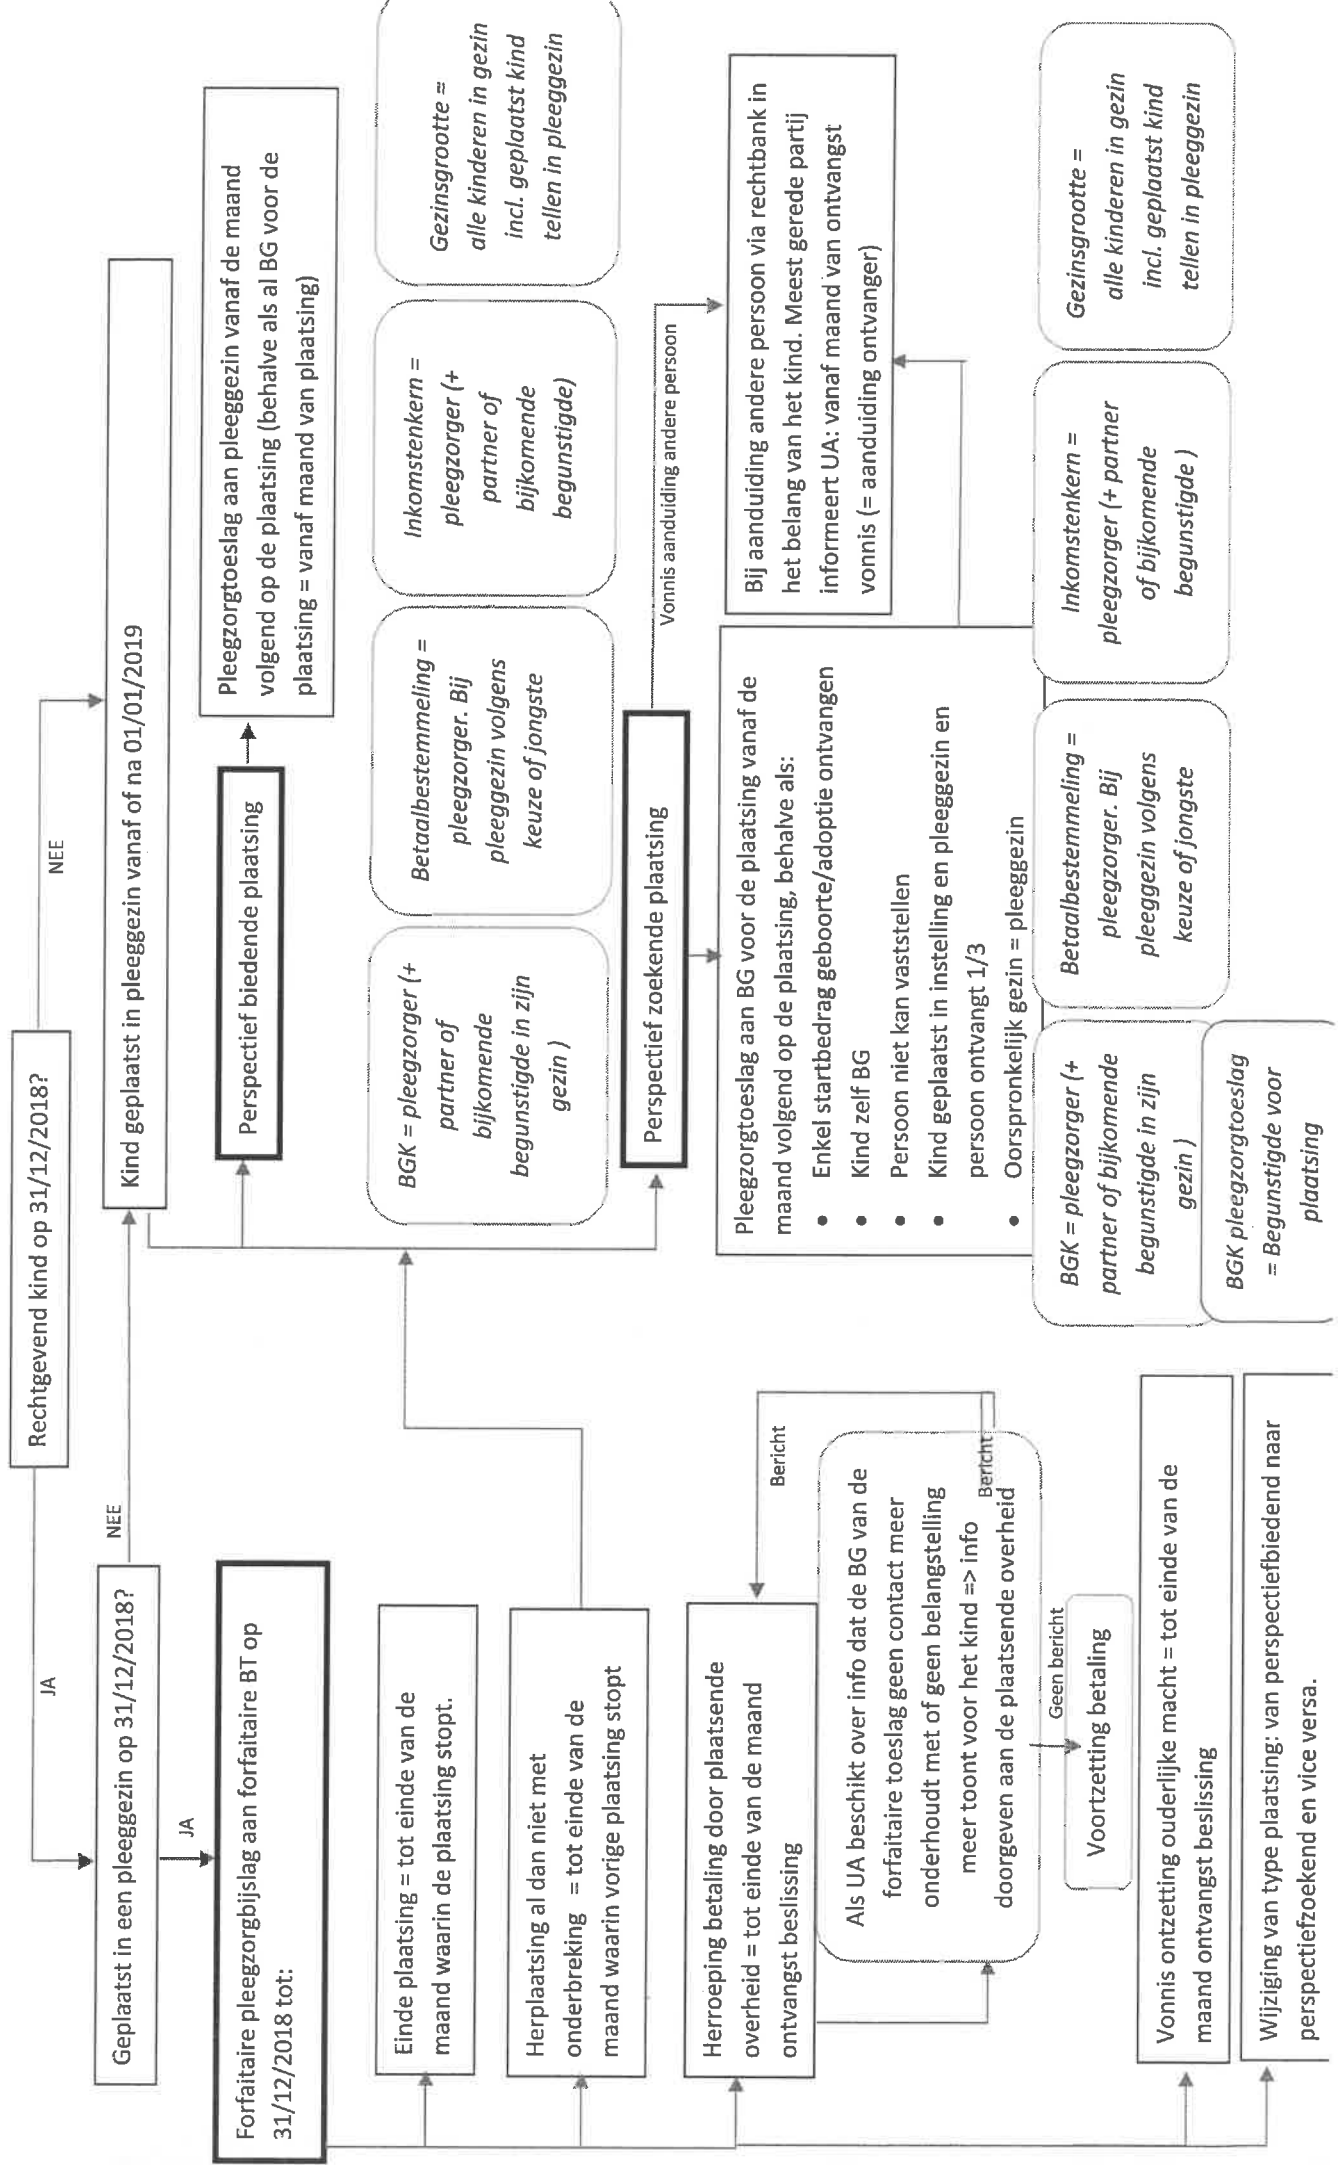 Rechtgevend kind op 31/12/2018?
JA
NEE
Geplaatst in een pleeggezin op 31/12/2018?
NEE
JA
Kind geplaatst in pleeggezin vanaf of na 01/01/2019
Forfaitaire pleegzorgbijslag aan forfaitaire BT op
31/12/2018 tot:
Einde plaatsing = tot einde van de
maand waarin de plaatsing stopt.
Herplaatsing al dan niet met
onderbreking = tot einde van de
maand waarin vorige plaatsing stopt
Herroeping betaling door plaatsende
overheid = tot einde van de maand
ontvangst beslissing
Bericht
Als UA beschikt over info dat de BG van de
forfaitaire toeslag geen contact meer
onderhoudt met of geen belangstelling
meer toont voor het kind => info
doorgeven aan de plaatsende overheid
Bericht
Geen bericht
Voortzetting betaling
Vonnis ontzetting ouderlijke macht = tot einde van de
maand ontvangst beslissing
Wijziging van type plaatsing: van perspectiefbiedend naar
perspectiefzoekend en vice versa.
Perspectief biedende plaatsing
Pleegzorgtoeslag aan pleeggezin vanaf de maand
volgend op de plaatsing (behalve als al BG voor de
plaatsing = vanaf maand van plaatsing)
BGK = pleegzorger (+
partner of
bijkomende
begunstigde in zijn
gezin )
Betaalbestemmeling =
pleegzorger. Bij
pleeggezin volgens
keuze of jongste
Inkomstenkern =
pleegzorger (+
partner of
bijkomende
begunstigde)
Gezinsgrootte =
alle kinderen in gezin
incl. geplaatst kind
tellen in pleeggezin
Perspectief zoekende plaatsing
Vonnis aanduiding andere persoon
Pleegzorgtoeslag aan BG voor de plaatsing vanaf de
maand volgend op de plaatsing, behalve als:
• Enkel startbedrag geboorte/adoptie ontvangen
• Kind zelf BG
• Persoon niet kan vaststellen
• Kind geplaatst in instelling en pleeggezin en
persoon ontvangt 1/3
• Oorspronkelijk gezin = pleeggezin
Bij aanduiding andere persoon via rechtbank in
het belang van het kind. Meest gerede partij
informeert UA: vanaf maand van ontvangst
vonnis (= aanduiding ontvanger)
BGK = pleegzorger (+
partner of bijkomende
begunstigde in zijn
gezin )
BGK pleegzorgtoeslag
= Begunstigde voor
plaatsing
Betaalbestemmeling =
pleegzorger. Bij
pleeggezin volgens
keuze of jongste
Inkomstenkern =
pleegzorger (+ partner
of bijkomende
begunstigde )
Gezinsgrootte =
alle kinderen in gezin
incl. geplaatst kind
tellen in pleeggezin